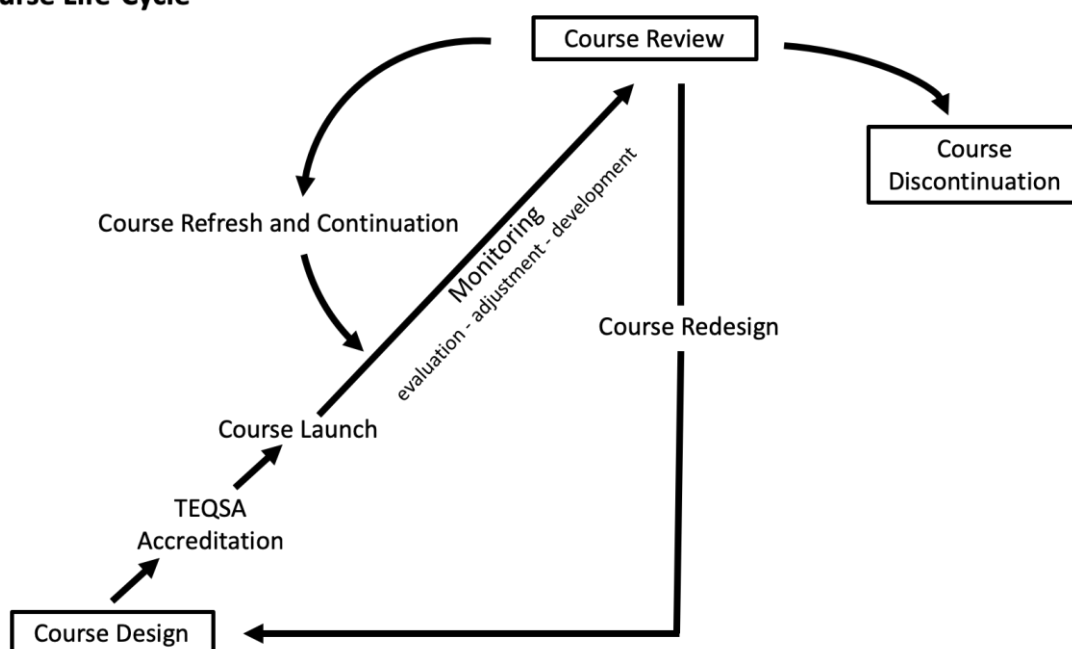 Life Cycle
Course Review
Course
Discontinuation
Course Refresh and Continuation
Monitoring
evaluation - adjustment - development
Course Redesign
Course Launch
TEQSA
Accreditation
Course Design